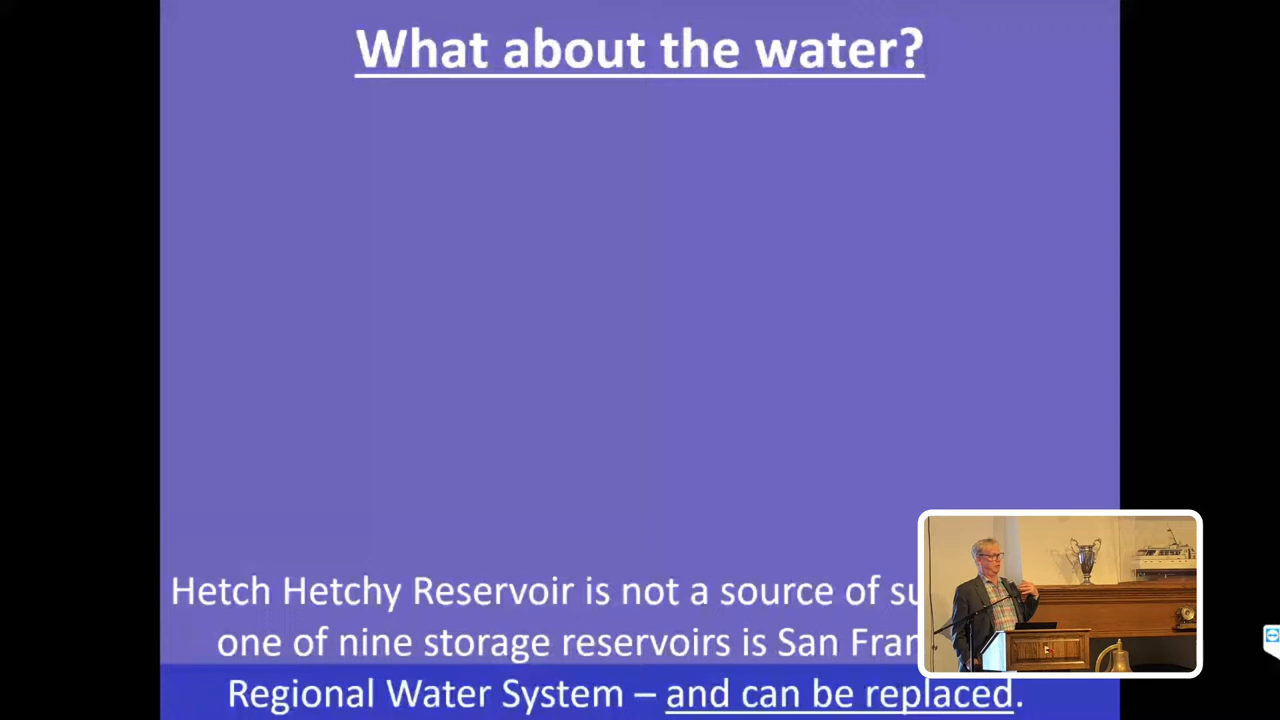 What about the water?
Hetch Hetchy Reservoir is not a source of
one of nine storage reservoirs is San
Regional Water System – and can be replaced.